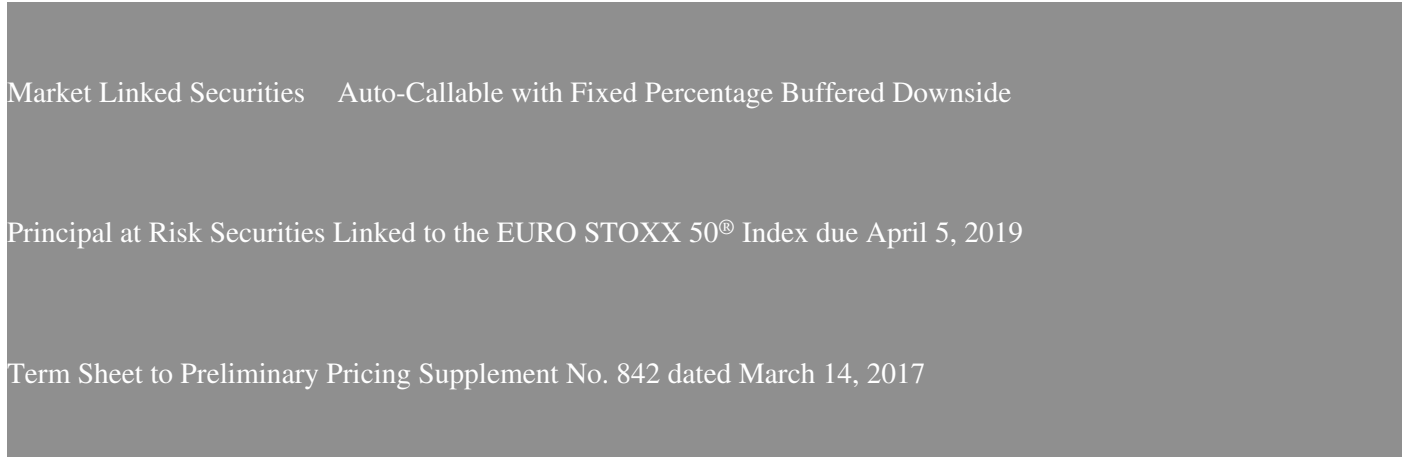 Market Linked Securities Auto-Callable with Fixed Percentage Buffered Downside
Principal at Risk Securities Linked to the EURO STOXX 50® Index due April 5, 2019
Term Sheet to Preliminary Pricing Supplement No. 842 dated March 14, 2017